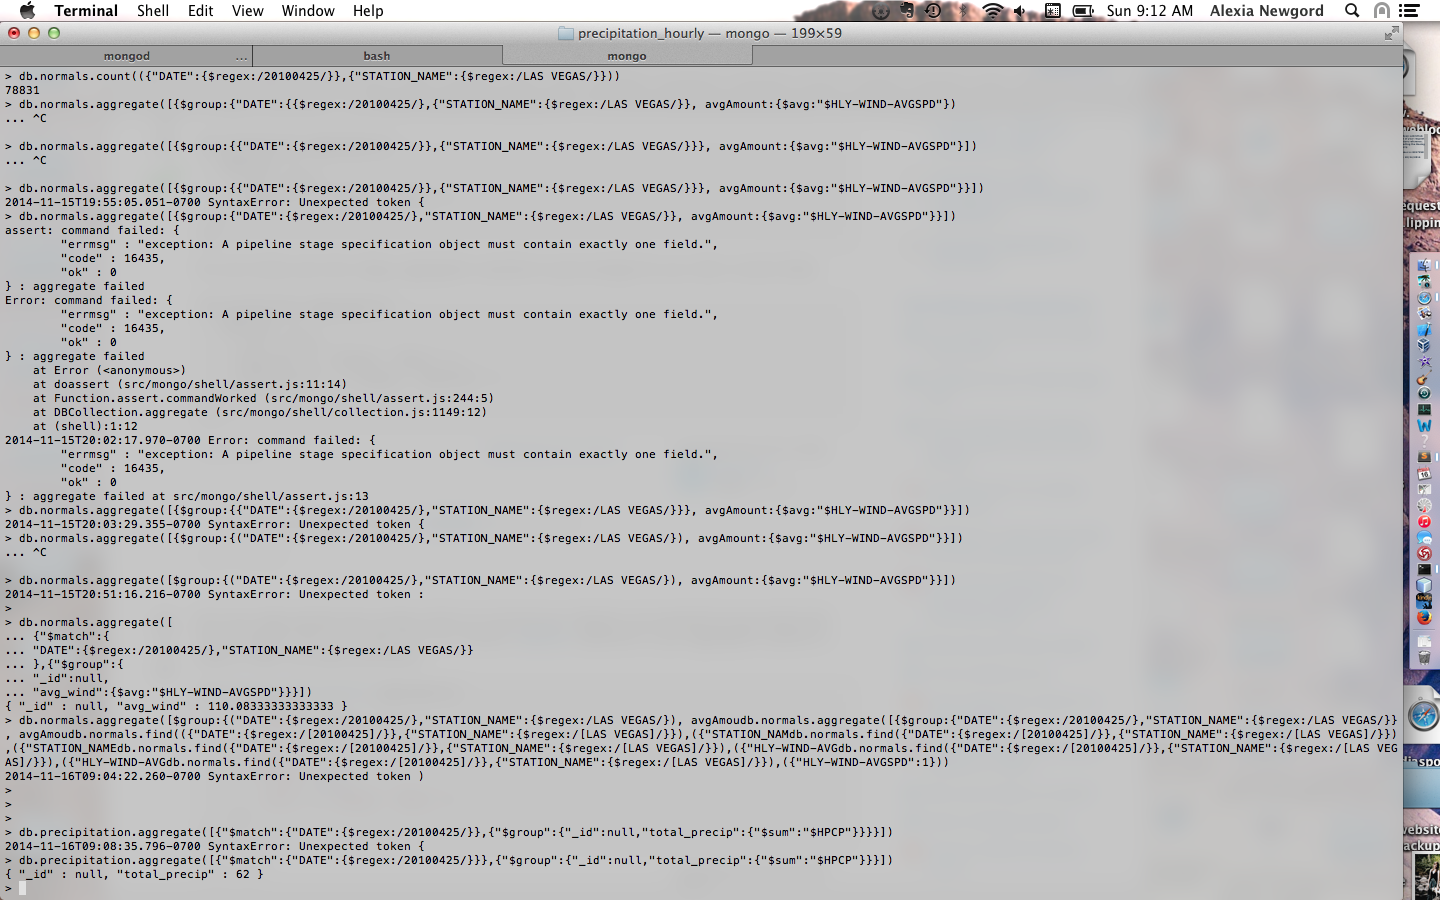 Terminal Shell Edit View Window Help Sun 9:12 AM Alexia Newgord
precipitation_hourly — mongo — 199×59
mongod ... bash mongo
> db.normals.count(({"DATE":{$regex:/20100425/}},{"STATION_NAME":{$regex:/LAS VEGAS/}}))
78831
> db.normals.aggregate([{$group:{"DATE":{{$regex:/20100425/},{"STATION_NAME":{$regex:/LAS VEGAS/}}, avgAmount:{$avg:"$HLY-WIND-AVGSPD"})
... ^C
> db.normals.aggregate([{$group:{{"DATE":{$regex:/20100425/}},{"STATION_NAME":{$regex:/LAS VEGAS/}}}, avgAmount:{$avg:"$HLY-WIND-AVGSPD"}])
... ^C
> db.normals.aggregate([{$group:{{"DATE":{$regex:/20100425/}},{"STATION_NAME":{$regex:/LAS VEGAS/}}}, avgAmount:{$avg:"$HLY-WIND-AVGSPD"}}])
2014-11-15T19:55:05.051-0700 SyntaxError: Unexpected token {
> db.normals.aggregate([{$group:{"DATE":{$regex:/20100425/},"STATION_NAME":{$regex:/LAS VEGAS/}}, avgAmount:{$avg:"$HLY-WIND-AVGSPD"}}])
assert: command failed: {
"errmsg" : "exception: A pipeline stage specification object must contain exactly one field.",
"code" : 16435,
"ok" : 0
} : aggregate failed
Error: command failed: {
"errmsg" : "exception: A pipeline stage specification object must contain exactly one field.",
"code" : 16435,
"ok" : 0
} : aggregate failed
at Error (<anonymous>)
at doassert (src/mongo/shell/assert.js:11:14)
at Function.assert.commandWorked (src/mongo/shell/assert.js:244:5)
at DBCollection.aggregate (src/mongo/shell/collection.js:1149:12)
at (shell):1:12
2014-11-15T20:02:17.970-0700 Error: command failed: {
"errmsg" : "exception: A pipeline stage specification object must contain exactly one field.",
"code" : 16435,
"ok" : 0
} : aggregate failed at src/mongo/shell/assert.js:13
> db.normals.aggregate([{$group:{{"DATE":{$regex:/20100425/},"STATION_NAME":{$regex:/LAS VEGAS/}}}, avgAmount:{$avg:"$HLY-WIND-AVGSPD"}}])
2014-11-15T20:03:29.355-0700 SyntaxError: Unexpected token {
> db.normals.aggregate([{$group:{("DATE":{$regex:/20100425/},"STATION_NAME":{$regex:/LAS VEGAS/}), avgAmount:{$avg:"$HLY-WIND-AVGSPD"}}])
... ^C
> db.normals.aggregate([$group:{("DATE":{$regex:/20100425/},"STATION_NAME":{$regex:/LAS VEGAS/}), avgAmount:{$avg:"$HLY-WIND-AVGSPD"}}])
2014-11-15T20:51:16.216-0700 SyntaxError: Unexpected token :
>
> db.normals.aggregate([
... {"$match":{
... "DATE":{$regex:/20100425/},"STATION_NAME":{$regex:/LAS VEGAS/}}
... },{"$group":{
... "_id":null,
... "avg_wind":{$avg:"$HLY-WIND-AVGSPD"}}}])
{ "_id" : null, "avg_wind" : 110.08333333333333 }
> db.normals.aggregate([$group:{("DATE":{$regex:/20100425/},"STATION_NAME":{$regex:/LAS VEGAS/}), avgAmoudb.normals.aggregate([{$group:{"DATE":{$regex:/20100425/},"STATION_NAME":{$regex:/LAS VEGAS/}}
, avgAmoudb.normals.find(({"DATE":{$regex:/[20100425]/}},{"STATION_NAME":{$regex:/[LAS VEGAS]/}}),({"STATION_NAMdb.normals.find({"DATE":{$regex:/[20100425]/}},{"STATION_NAME":{$regex:/[LAS VEGAS]/}})
,({"STATION_NAMEdb.normals.find({"DATE":{$regex:/[20100425]/}},{"STATION_NAME":{$regex:/[LAS VEGAS]/}}),({"HLY-WIND-AVGdb.normals.find({"DATE":{$regex:/[20100425]/}},{"STATION_NAME":{$regex:/[LAS VEG
AS]/}}),({"HLY-WIND-AVGdb.normals.find({"DATE":{$regex:/[20100425]/}},{"STATION_NAME":{$regex:/[LAS VEGAS]/}}),({"HLY-WIND-AVGSPD":1}))
2014-11-16T09:04:22.260-0700 SyntaxError: Unexpected token )
>
>
>
> db.precipitation.aggregate([{"$match":{"DATE":{$regex:/20100425/}},{"$group":{"_id":null,"total_precip":{"$sum":"$HPCP"}}}}])
2014-11-16T09:08:35.796-0700 SyntaxError: Unexpected token {
> db.precipitation.aggregate([{"$match":{"DATE":{$regex:/20100425/}}},{"$group":{"_id":null,"total_precip":{"$sum":"$HPCP"}}}])
{ "_id" : null, "total_precip" : 62 }
>